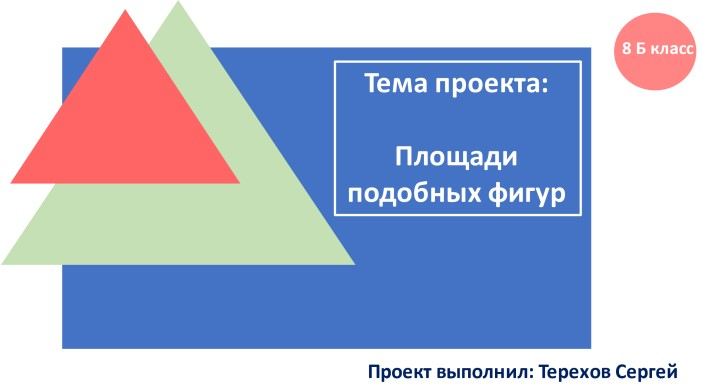 8 Б класс
Тема проекта:
Площади
подобных фигур
Проект выполнил: Терехов Сергей